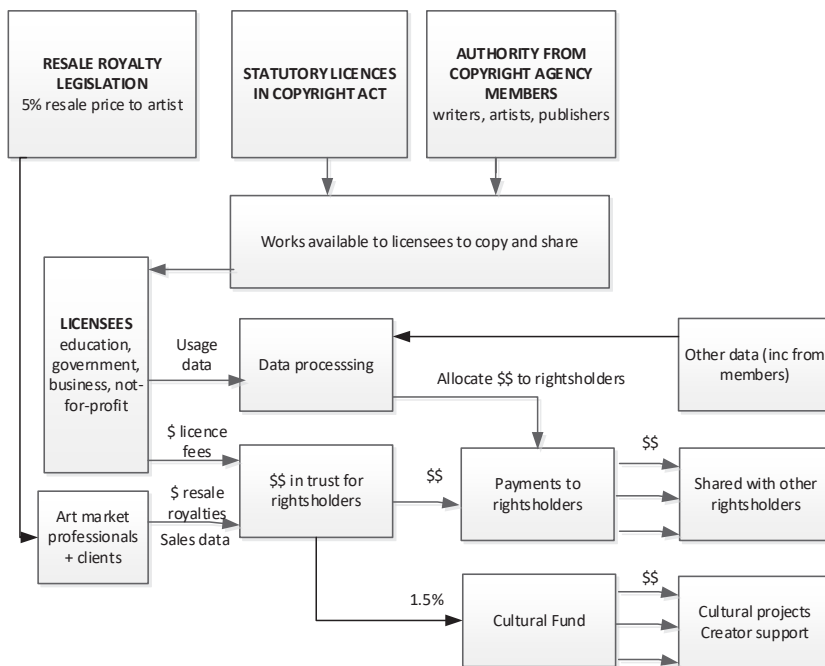 RESALE ROYALTY
LEGISLATION
5% resale price to artist
STATUTORY LICENCES
IN COPYRIGHT ACT
AUTHORITY FROM
COPYRIGHT AGENCY
MEMBERS
writers, artists, publishers
Works available to licensees to copy and share
LICENSEES
education,
government,
business, not-
for-profit
Usage
data
Data processsing
Other data (inc from
members)
Allocate $$ to rightsholders
$ licence
fees
$$ in trust for
rightsholders
$$
Payments to
rightsholders
$$
Shared with other
rightsholders
Art market
professionals
+ clients
$ resale
royalties
Sales data
1.5%
Cultural Fund
$$
Cultural projects
Creator support